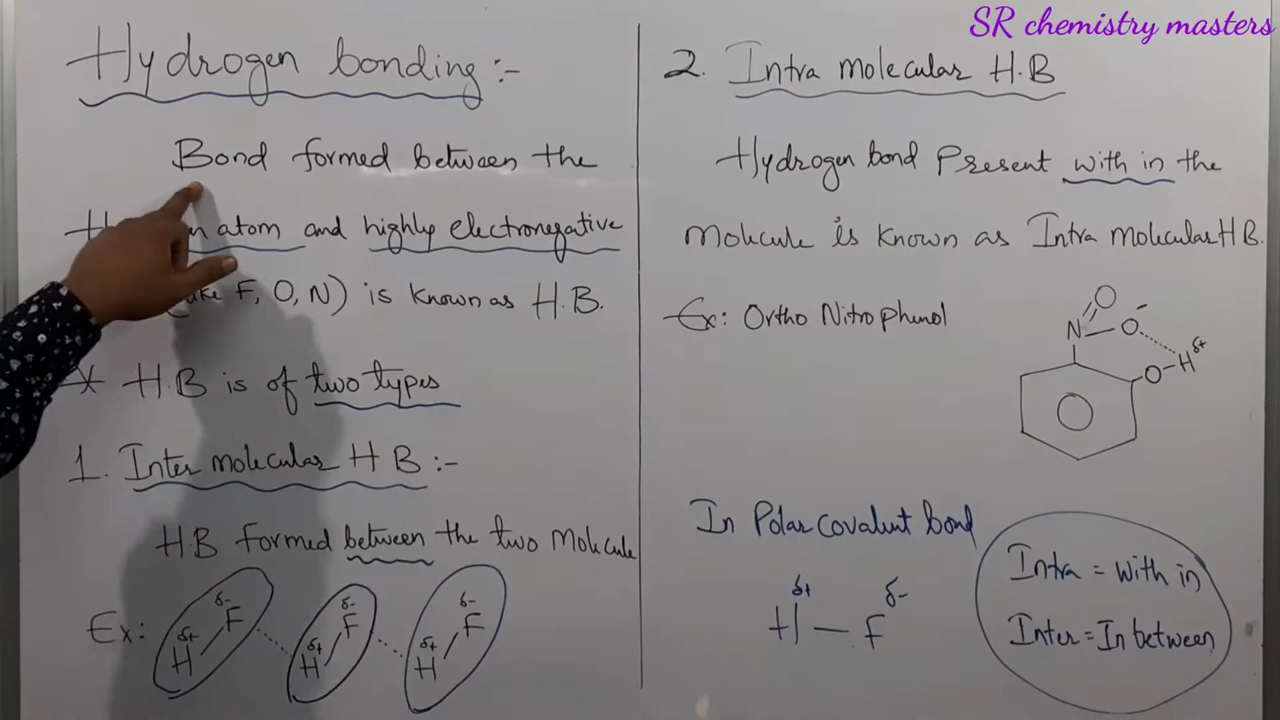 SR chemistry masters
Hydrogen bonding :-
Bond formed between the
atom and highly electronegative
F, O, N) is known as H.B.
* H.B is of two types
1. Inter molecular H B :-
H.B formed between the two Molecule
Ex: δ+ H - F δ- ...... δ+ H - F δ- ...... δ+ H - F δ-
2. Intra molecular H.B
Hydrogen bond Present with in the
Molecule is known as Intra molecular H B.
Ex: Ortho Nitrophenol
O
N - O -
O - H δ+
In Polar covalent bond
δ+ δ-
H - F
Intra = with in
Inter = In between